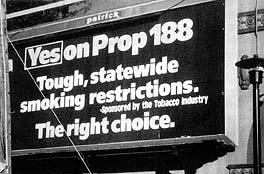 patrick
Yes on Prop 188
Tough, statewide
smoking restrictions.
-Sponsored by the Tobacco Industry
The right choice.